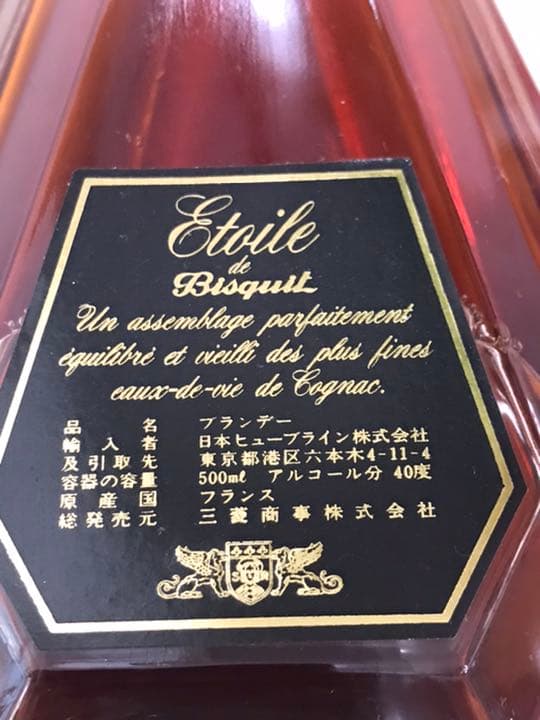 Etoile
de
Bisquit
Un assemblage parfaitement
équilibré et vieilli des plus fines
eaux-de-vie de Cognac.
品名 ブランデー
輸入者 日本ヒューブライン株式会社
及引取先 東京都港区六本木4-11-4
容器の容量 500ml アルコール分 40度
原産国 フランス
総発売元 三菱商事株式会社